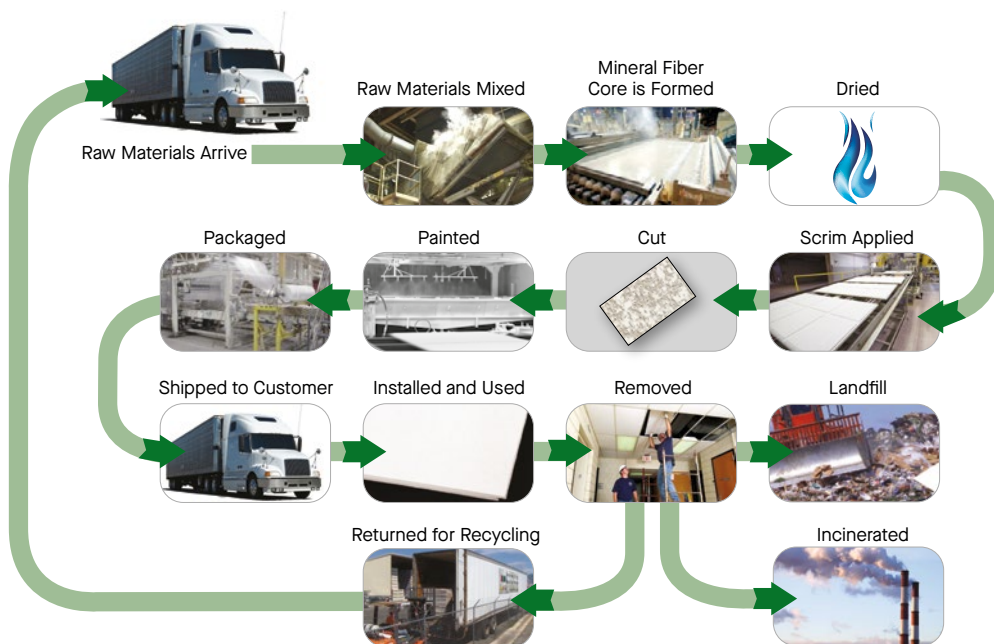 Raw Materials Arrive
Raw Materials Mixed
Mineral Fiber
Core is Formed
Dried
Packaged
Painted
Cut
Scrim Applied
Shipped to Customer
Installed and Used
Removed
Landfill
Returned for Recycling
Incinerated